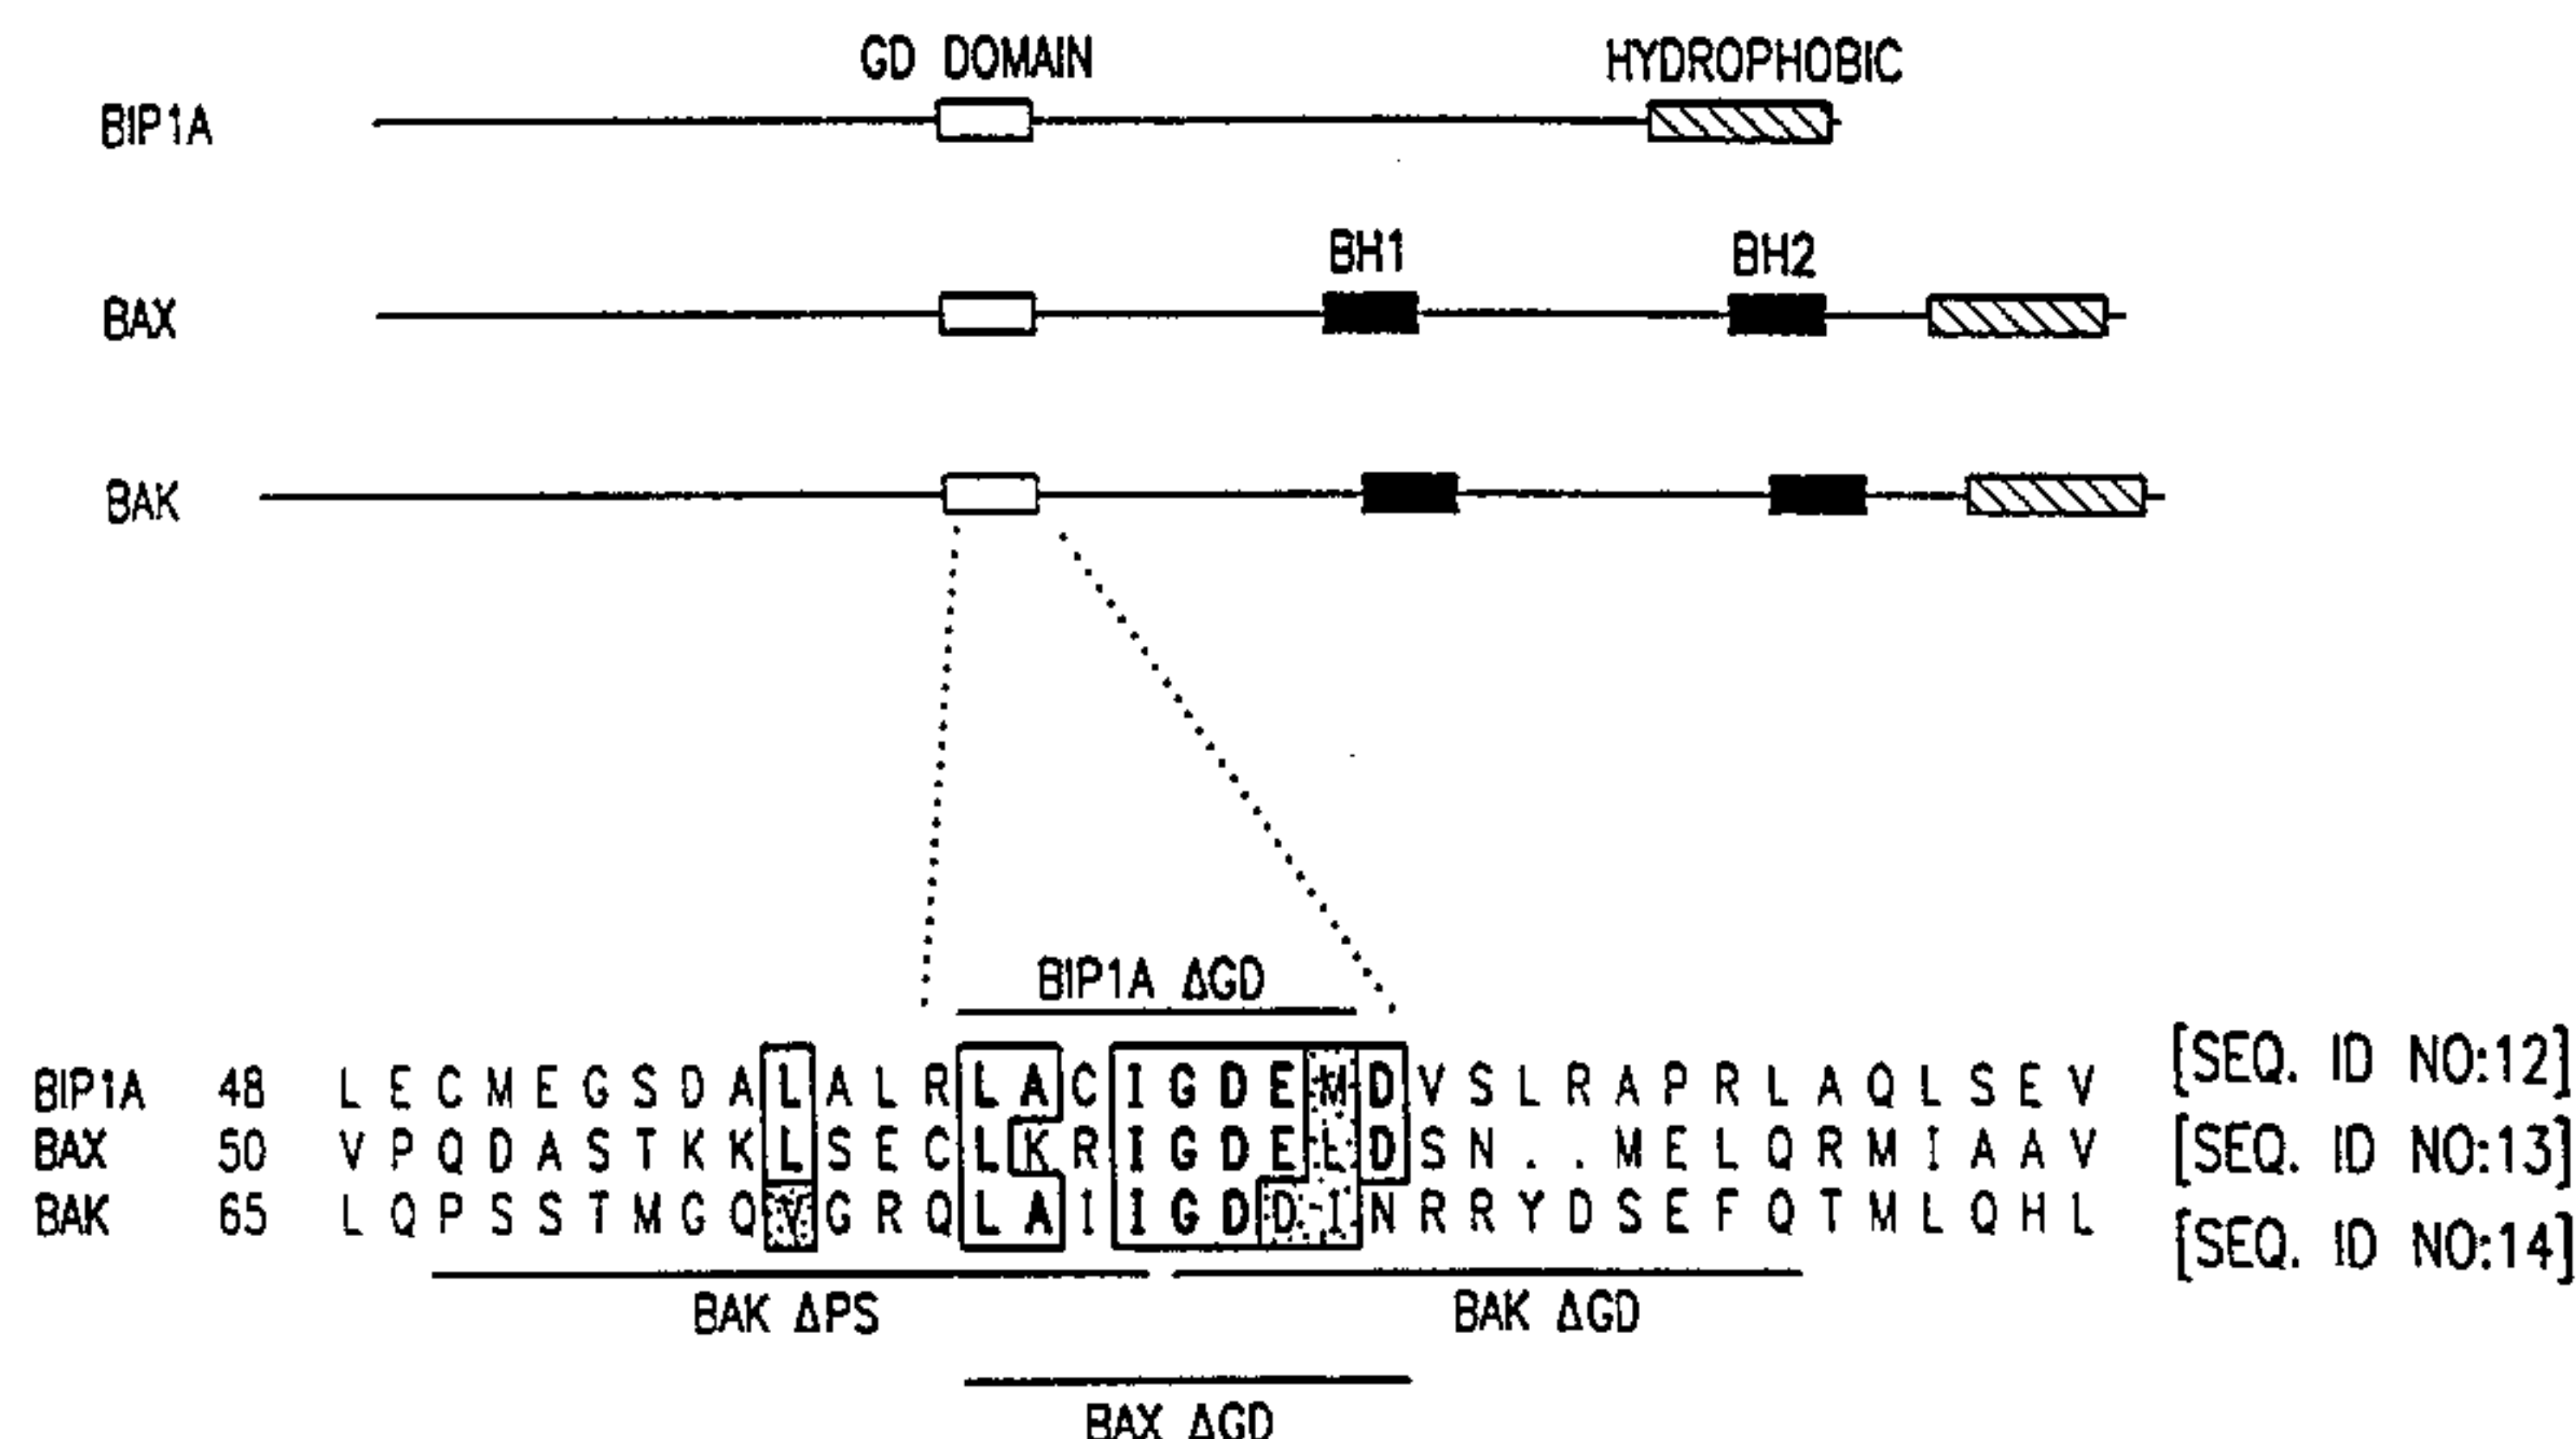 GD DOMAIN HYDROPHOBIC
BIP1A
BH1 BH2
BAX
BAK
BIP1A ΔGD
BIP1A 48 L E C M E G S D A L A L R L A C I G D E M D V S L R A P R L A Q L S E V [SEQ. ID NO:12]
BAX 50 V P Q D A S T K K L S E C L K R I G D E L D S N . . M E L Q R M I A A V [SEQ. ID NO:13]
BAK 65 L Q P S S T M G Q V G R Q L A I I G D D I N R R Y D S E F Q T M L Q H L [SEQ. ID NO:14]
BAK ΔPS BAK ΔGD
BAX ΔGD